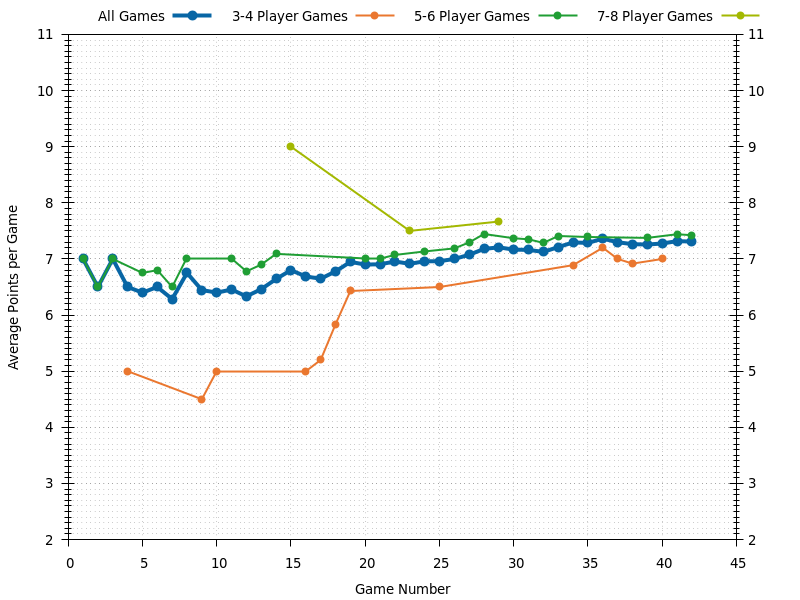 All Games 3-4 Player Games 5-6 Player Games 7-8 Player Games
11 11
10 10
9 9
8 8
7 7
6 6
5 5
4 4
3 3
2 2
0 5 10 15 20 25 30 35 40 45
Average Points per Game
Game Number